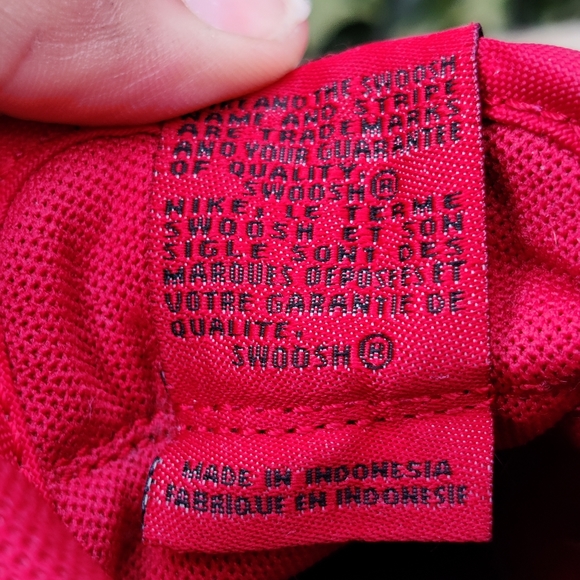 AND THE SWOOSH
NAME AND STRIPE
ARE TRADEMARKS
AND YOUR GUARANTEE
OF QUALITY.
SWOOSH®
NIKE, LE TERME
SWOOSH ET SON
SIGLE SONT DES
MARQUES DEPOSEES ET
VOTRE GARANTIE DE
QUALITE.
SWOOSH®
MADE IN INDONESIA
FABRIQUE EN INDONESIE